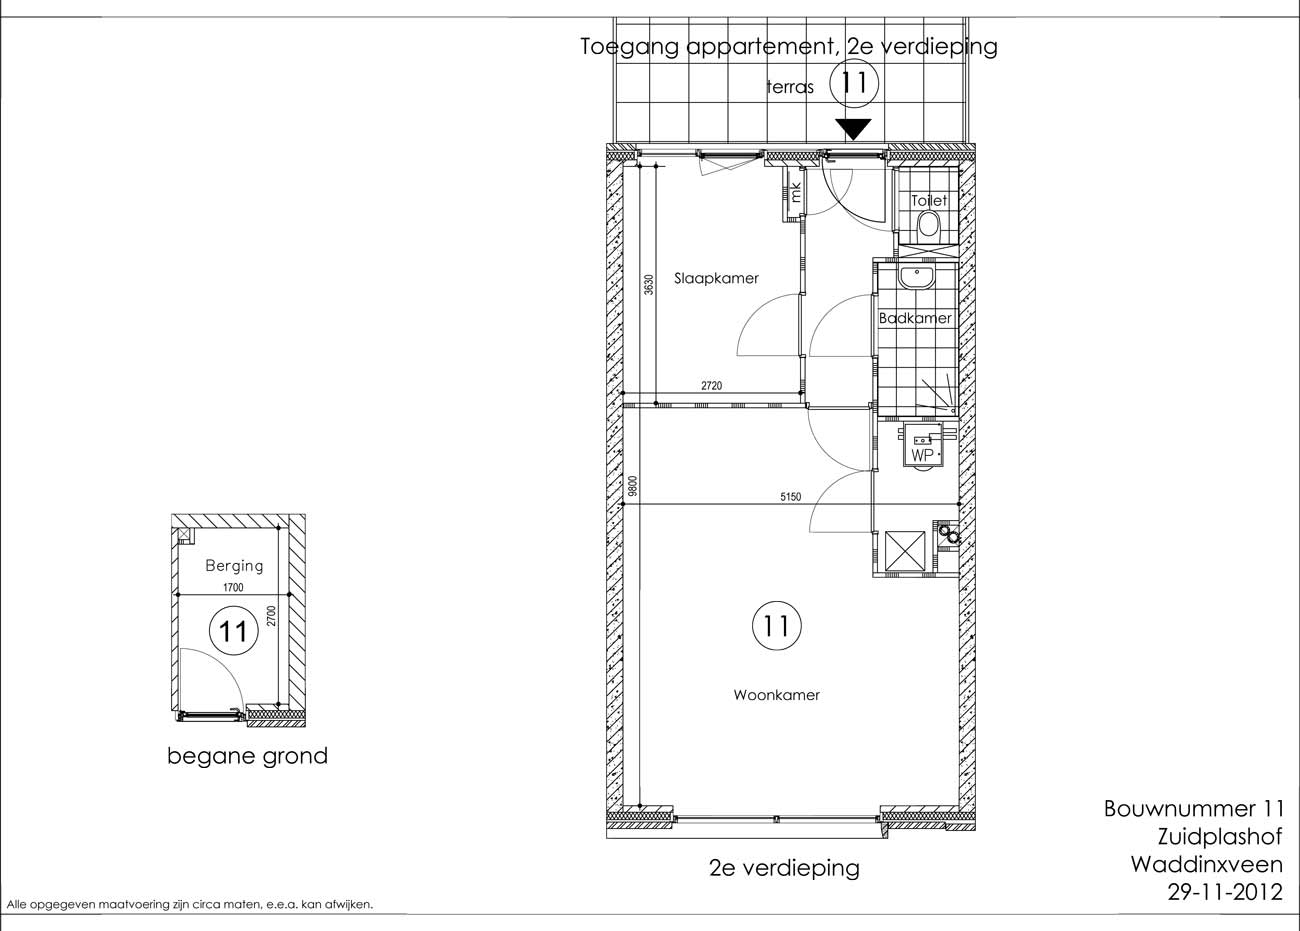 Toegang appartement, 2e verdieping
terras
11
mk
Toilet
Slaapkamer
3630
Badkamer
2720
WP
9800
5150
Berging
1700
2700
11
11
Woonkamer
begane grond
2e verdieping
Bouwnummer 11
Zuidplashof
Waddinxveen
29-11-2012
Alle opgegeven maatvoering zijn circa maten, e.e.a. kan afwijken.